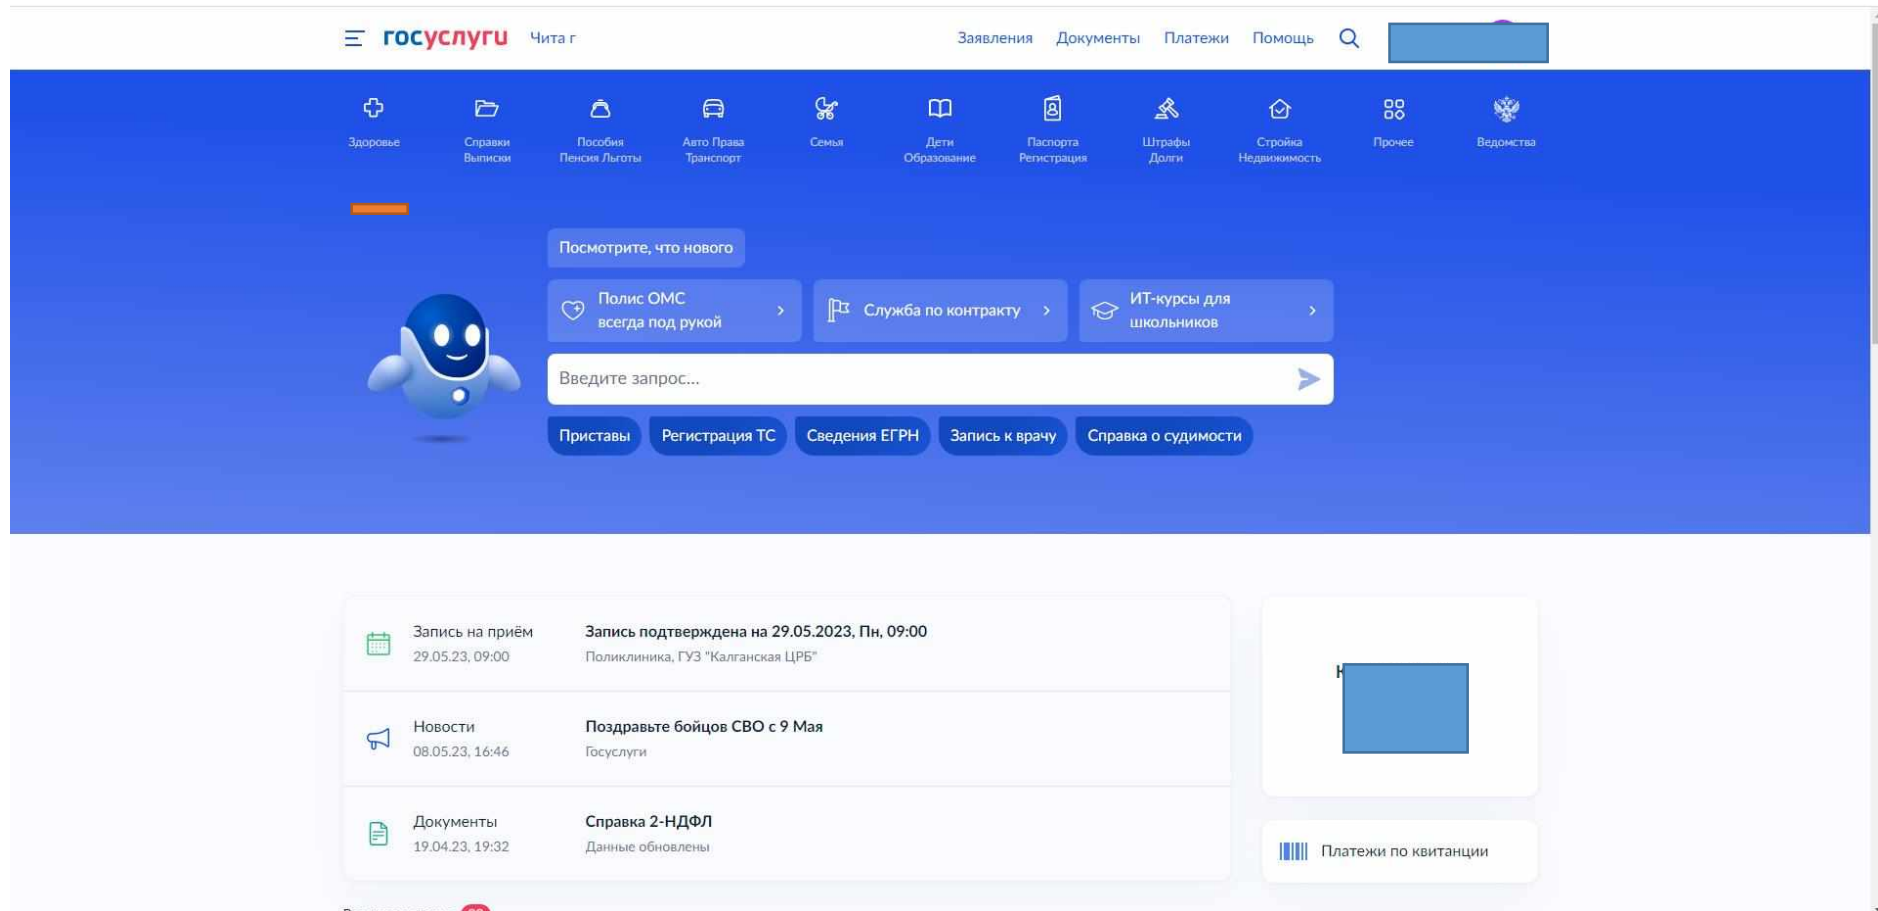 госуслуги Чита г Заявления Документы Платежи Помощь
Здоровье
Справки Выписки
Пособия Пенсия Льготы
Авто Права Транспорт
Семья
Дети Образование
Паспорта Регистрация
Штрафы Долги
Стройка Недвижимость
Прочее
Ведомства
Посмотрите, что нового
Полис ОМС
всегда под рукой
Служба по контракту
ИТ-курсы для
школьников
Введите запрос...
Приставы Регистрация ТС Сведения ЕГРН Запись к врачу Справка о судимости
Запись на приём Запись подтверждена на 29.05.2023, Пн, 09:00
29.05.23, 09:00 Поликлиника, ГУЗ "Калганская ЦРБ"
Новости Поздравьте бойцов СВО с 9 Мая
08.05.23, 16:46 Госуслуги
Документы Справка 2-НДФЛ
19.04.23, 19:32 Данные обновлены
Платежи по квитанции